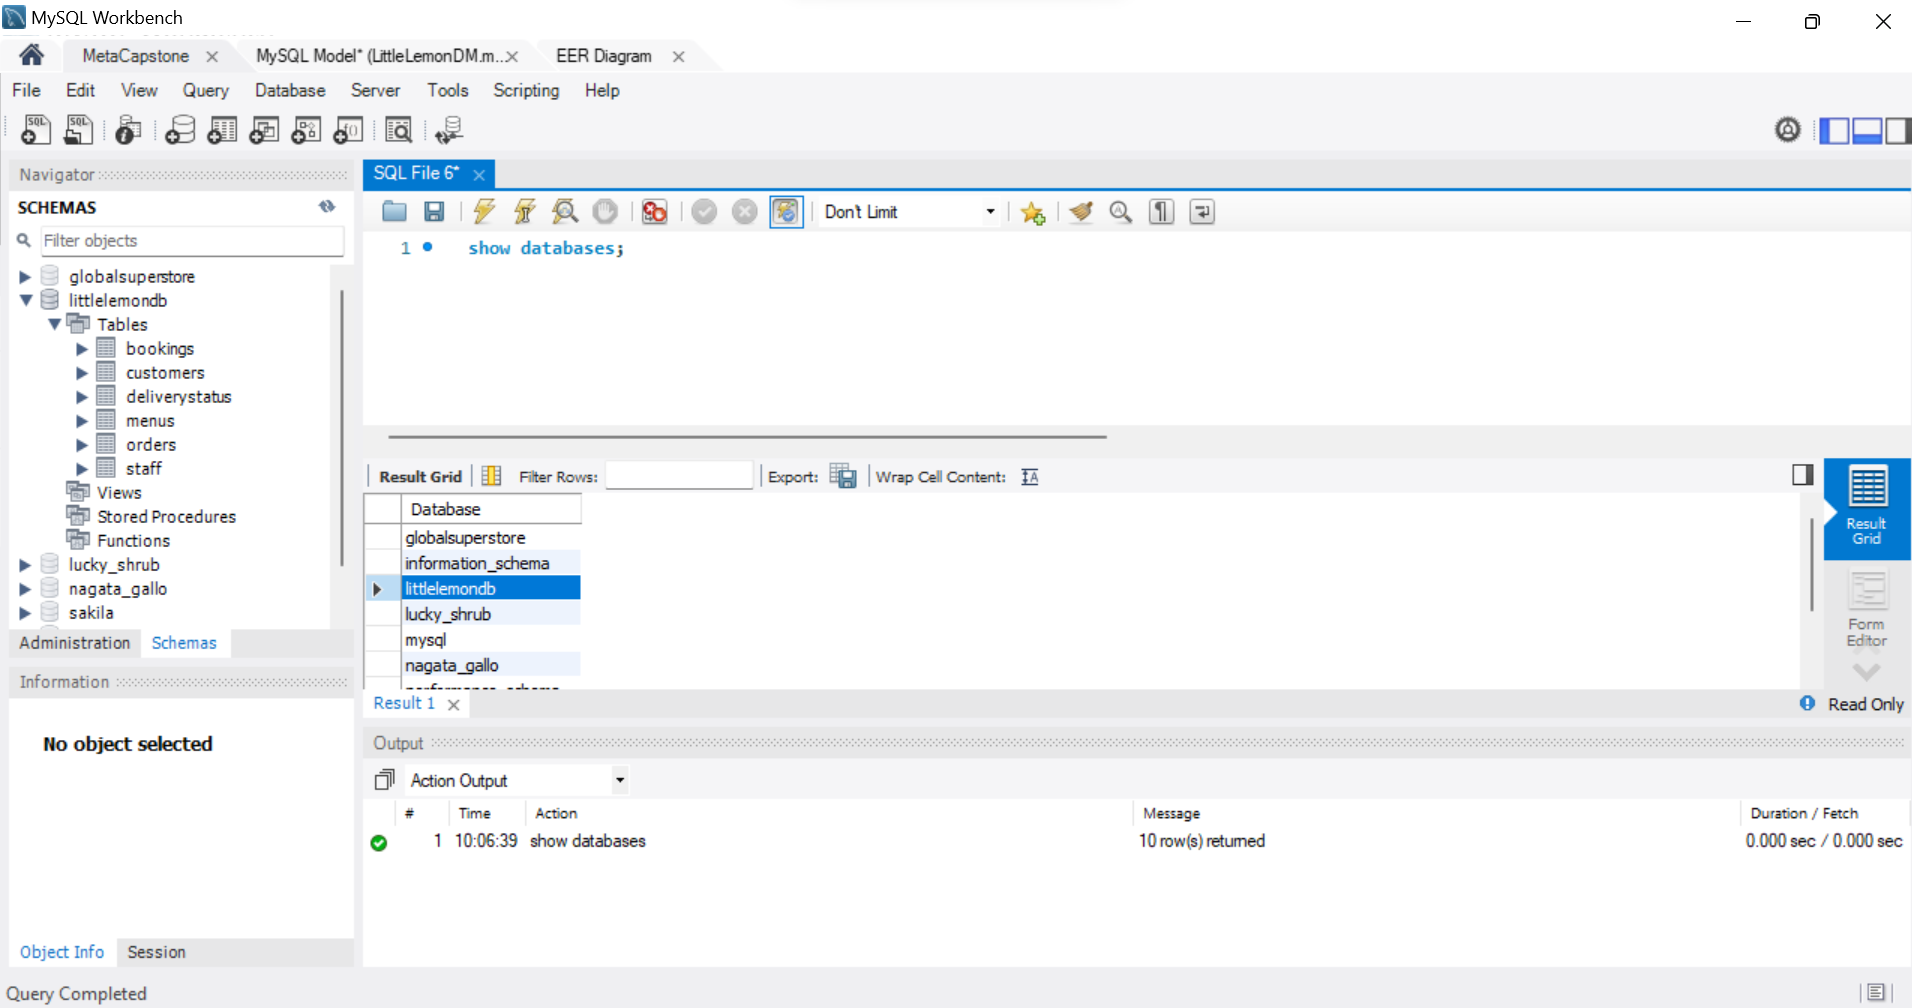 MySQL Workbench
MetaCapstone
MySQL Model* (LittleLemonDM.m...
EER Diagram
File Edit View Query Database Server Tools Scripting Help
Navigator
SCHEMAS
Filter objects
globalsuperstore
littlelemondb
Tables
bookings
customers
deliverystatus
menus
orders
staff
Views
Stored Procedures
Functions
lucky_shrub
nagata_gallo
sakila
Administration Schemas
Information
No object selected
Object Info Session
SQL File 6*
Don't Limit
1 show databases;
Result Grid Filter Rows: Export: Wrap Cell Content:
Database
globalsuperstore
information_schema
littlelemondb
lucky_shrub
mysql
nagata_gallo
Result
Grid
Form
Editor
Result 1
Read Only
Output
Action Output
# Time Action Message Duration / Fetch
1 10:06:39 show databases 10 row(s) returned 0.000 sec / 0.000 sec
Query Completed